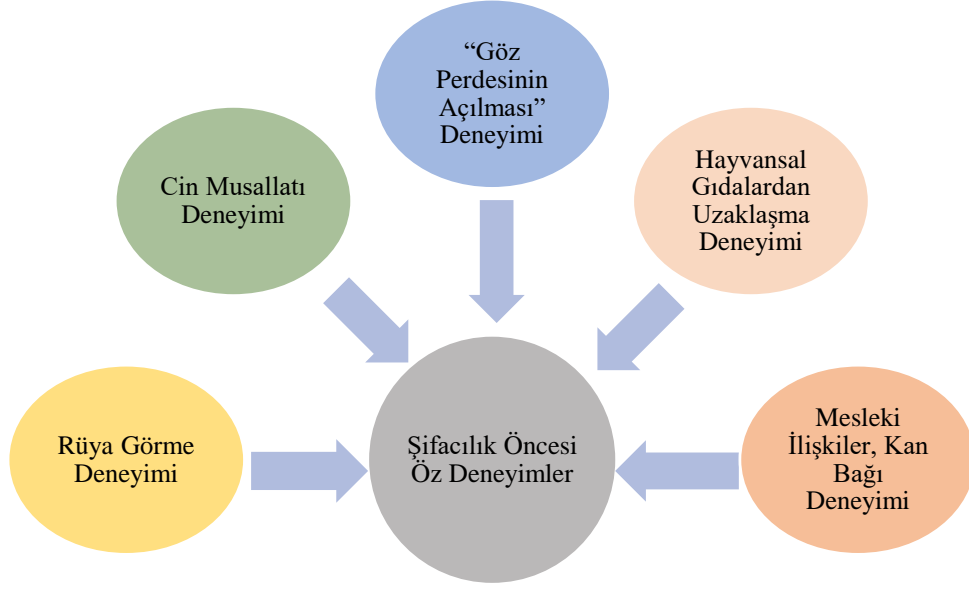 “Göz
Perdesinin
Açılması”
Deneyimi
Cin Musallatı
Deneyimi
Hayvansal
Gıdalardan
Uzaklaşma
Deneyimi
Rüya Görme
Deneyimi
Şifacılık Öncesi
Öz Deneyimler
Mesleki
İlişkiler, Kan
Bağı
Deneyimi